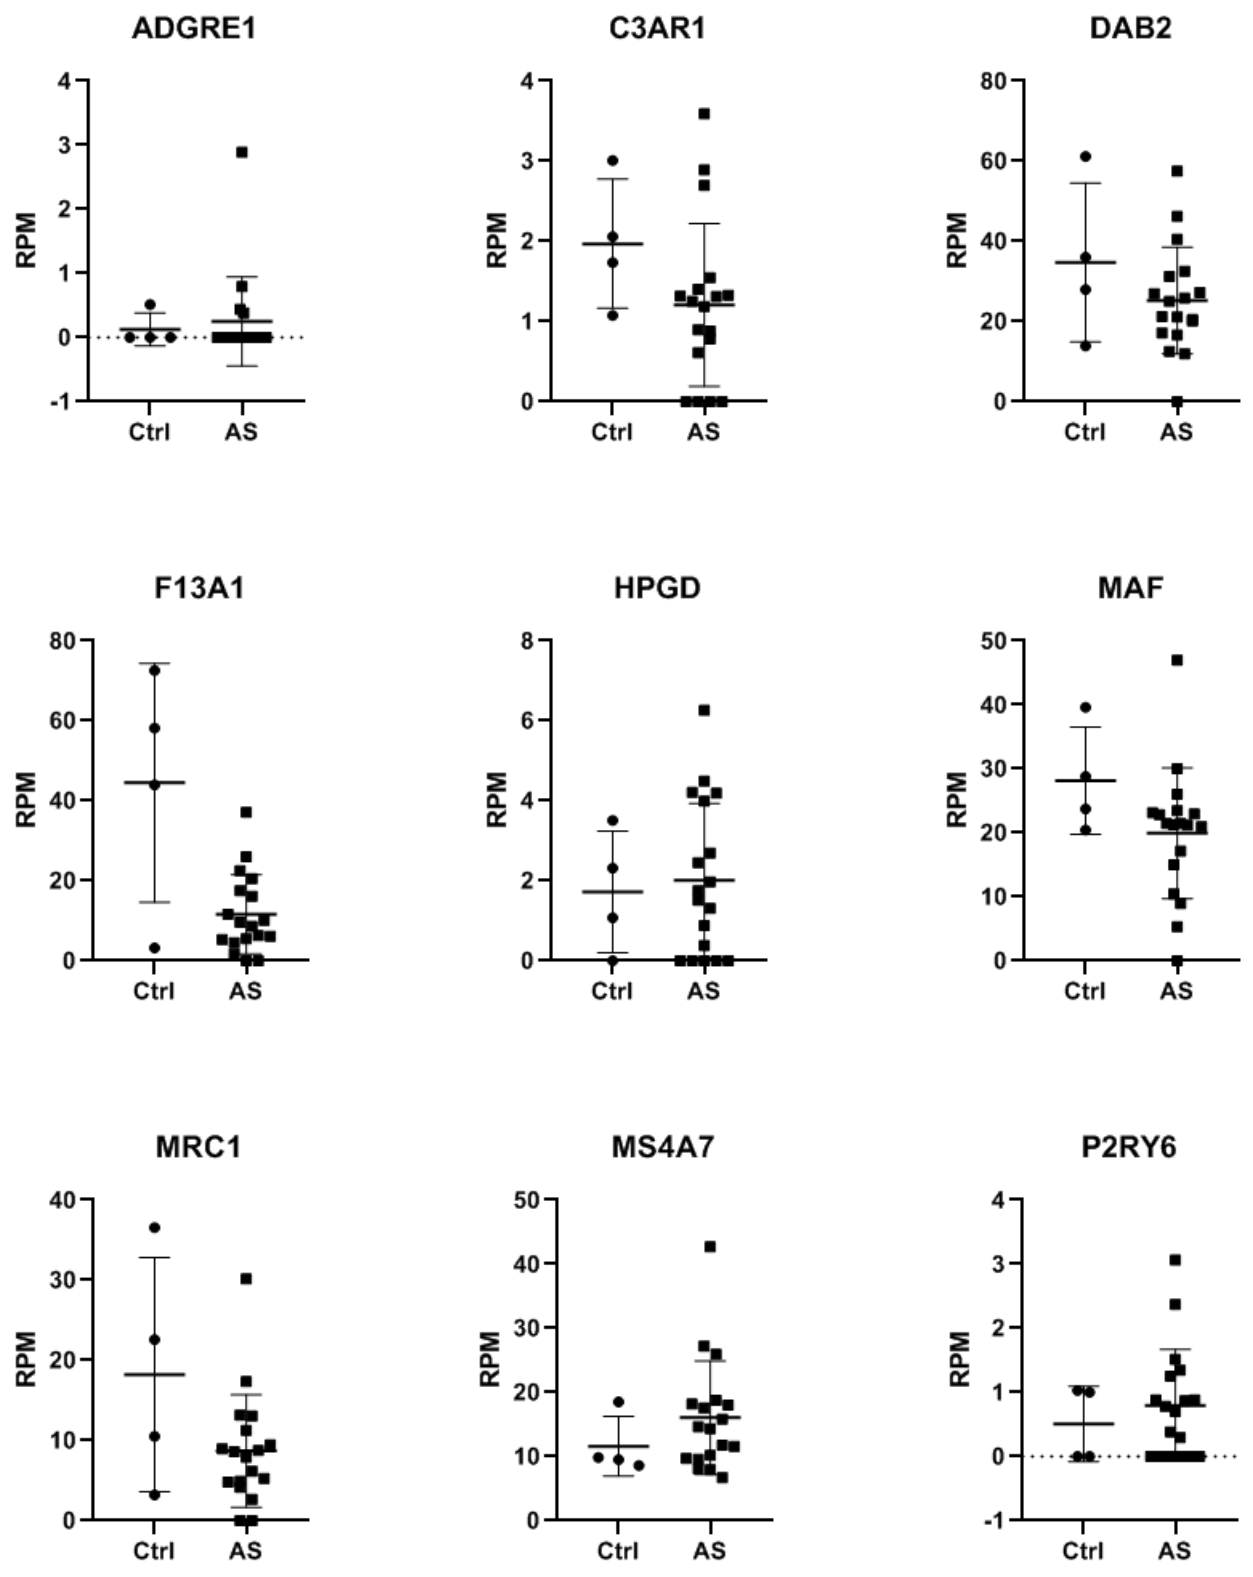 ADGRE1
C3AR1
DAB2
4
3
2
1
0
-1
RPM
Ctrl
AS
4
3
2
1
0
RPM
Ctrl
AS
80
60
40
20
0
RPM
Ctrl
AS
F13A1
HPGD
MAF
80
60
40
20
0
RPM
Ctrl
AS
8
6
4
2
0
RPM
Ctrl
AS
50
40
30
20
10
0
RPM
Ctrl
AS
MRC1
MS4A7
P2RY6
40
30
20
10
0
RPM
Ctrl
AS
50
40
30
20
10
0
RPM
Ctrl
AS
4
3
2
1
0
-1
RPM
Ctrl
AS